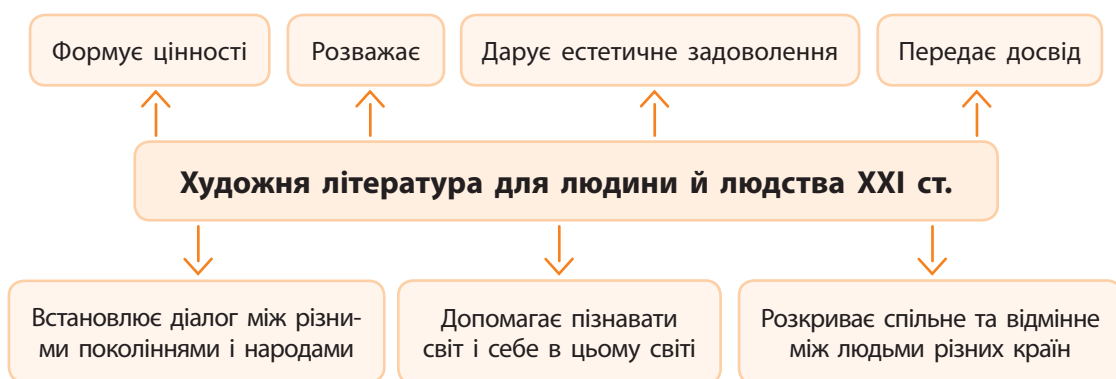 Формує цінності
Розважає
Дарує естетичне задоволення
Передає досвід
Художня література для людини й людства ХХІ ст.
Встановлює діалог між різни-
ми поколіннями і народами
Допомагає пізнавати
світ і себе в цьому світі
Розкриває спільне та відмінне
між людьми різних країн